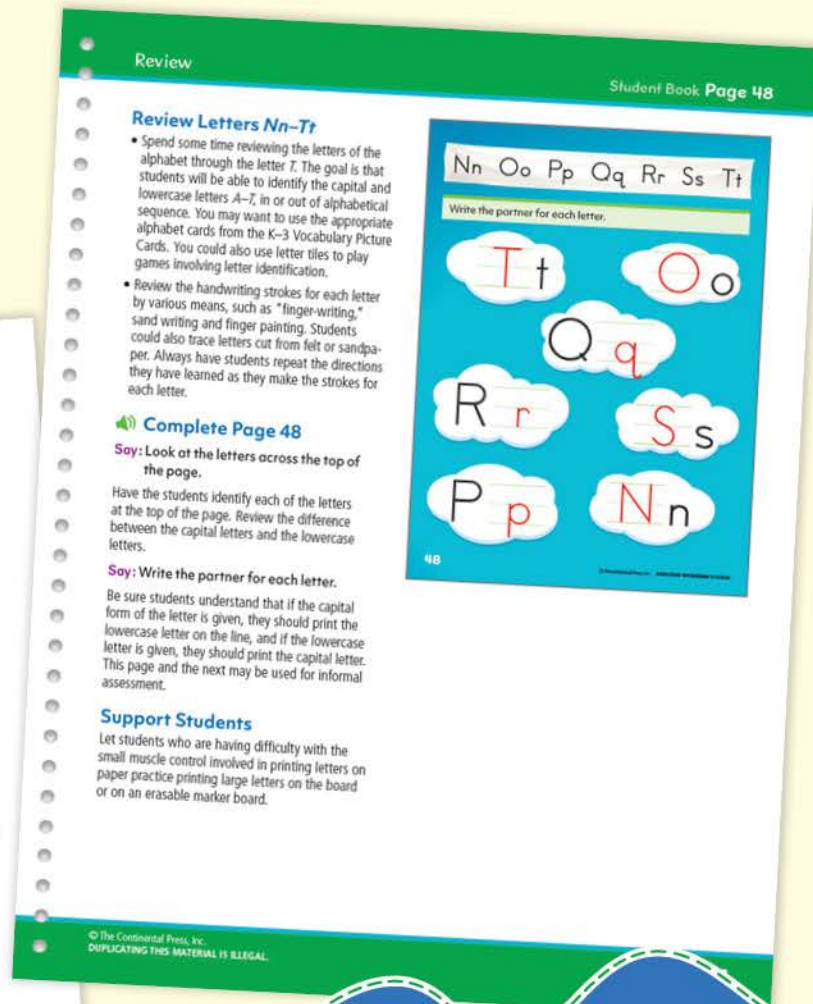 Review
Student Book Page 48
Review Letters Nn–Tt
• Spend some time reviewing the letters of the
alphabet through the letter T. The goal is that
students will be able to identify the capital and
lowercase letters A–T, in or out of alphabetical
sequence. You may want to use the appropriate
alphabet cards from the K–3 Vocabulary Picture
Cards. You could also use letter tiles to play
games involving letter identification.
• Review the handwriting strokes for each letter
by various means, such as "finger-writing,"
sand writing and finger painting. Students
could also trace letters cut from felt or sandpa-
per. Always have students repeat the directions
they have learned as they make the strokes for
each letter.
Complete Page 48
Say: Look at the letters across the top of
the page.
Have the students identify each of the letters
at the top of the page. Review the difference
between the capital letters and the lowercase
letters.
Say: Write the partner for each letter.
Be sure students understand that if the capital
form of the letter is given, they should print the
lowercase letter on the line, and if the lowercase
letter is given, they should print the capital letter.
This page and the next may be used for informal
assessment.
Support Students
Let students who are having difficulty with the
small muscle control involved in printing letters on
paper practice printing large letters on the board
or on an erasable marker board.
Nn Oo Pp Qq Rr Ss Tt
Write the partner for each letter.
T t
O o
Q q
R r
S s
P p
N n
48
© The Continental Press, Inc.
DUPLICATING THIS MATERIAL IS ILLEGAL.